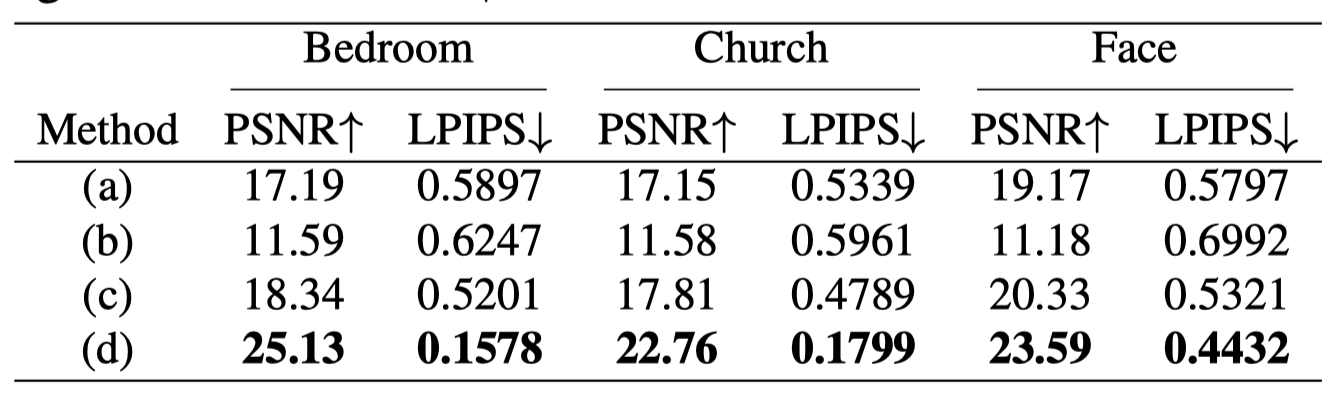 Bedroom Church Face
Method PSNR↑ LPIPS↓ PSNR↑ LPIPS↓ PSNR↑ LPIPS↓
(a) 17.19 0.5897 17.15 0.5339 19.17 0.5797
(b) 11.59 0.6247 11.58 0.5961 11.18 0.6992
(c) 18.34 0.5201 17.81 0.4789 20.33 0.5321
(d) 25.13 0.1578 22.76 0.1799 23.59 0.4432